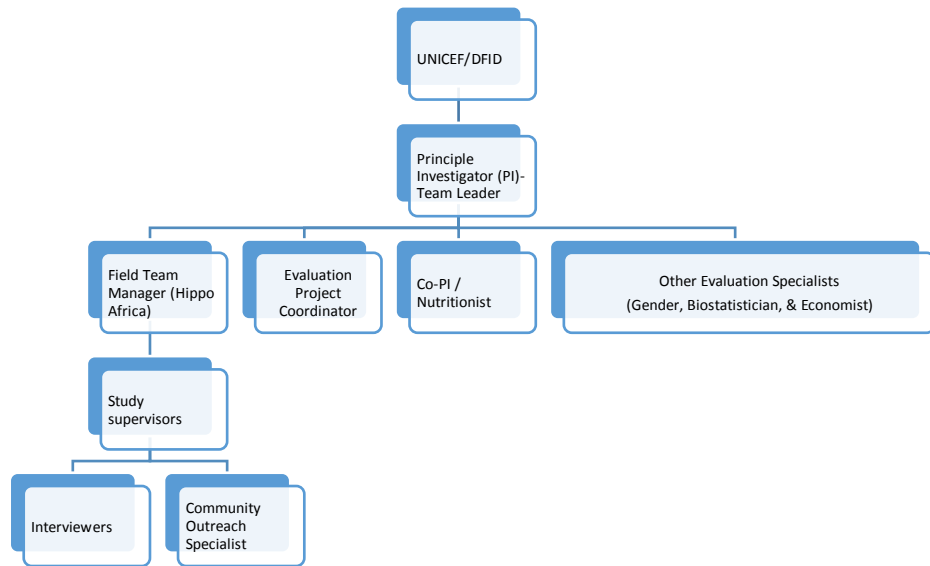 UNICEF/DFID
Principle
Investigator (PI)-
Team Leader
Field Team
Manager (Hippo
Africa)
Evaluation
Project
Coordinator
Co-PI /
Nutritionist
Other Evaluation Specialists
(Gender, Biostatistician, & Economist)
Study
supervisors
Interviewers
Community
Outreach
Specialist